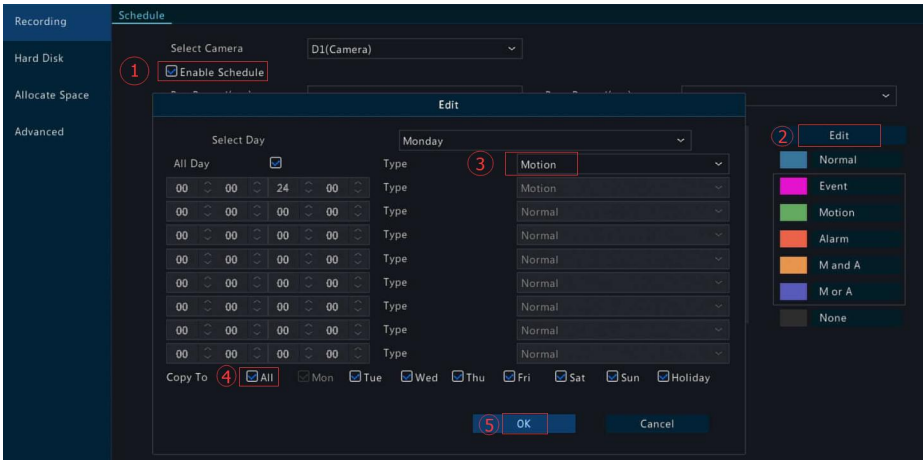 Recording
Hard Disk
Allocate Space
Advanced
Schedule
Select Camera D1(Camera)
① Enable Schedule
Edit
Select Day Monday
All Day Type ③ Motion
00 00 24 00 Type Motion
00 00 00 00 Type Normal
00 00 00 00 Type Normal
00 00 00 00 Type Normal
00 00 00 00 Type Normal
00 00 00 00 Type Normal
00 00 00 00 Type Normal
00 00 00 00 Type Normal
Copy To ④ All Mon Tue Wed Thu Fri Sat Sun Holiday
⑤ OK Cancel
② Edit
Normal
Event
Motion
Alarm
M and A
M or A
None